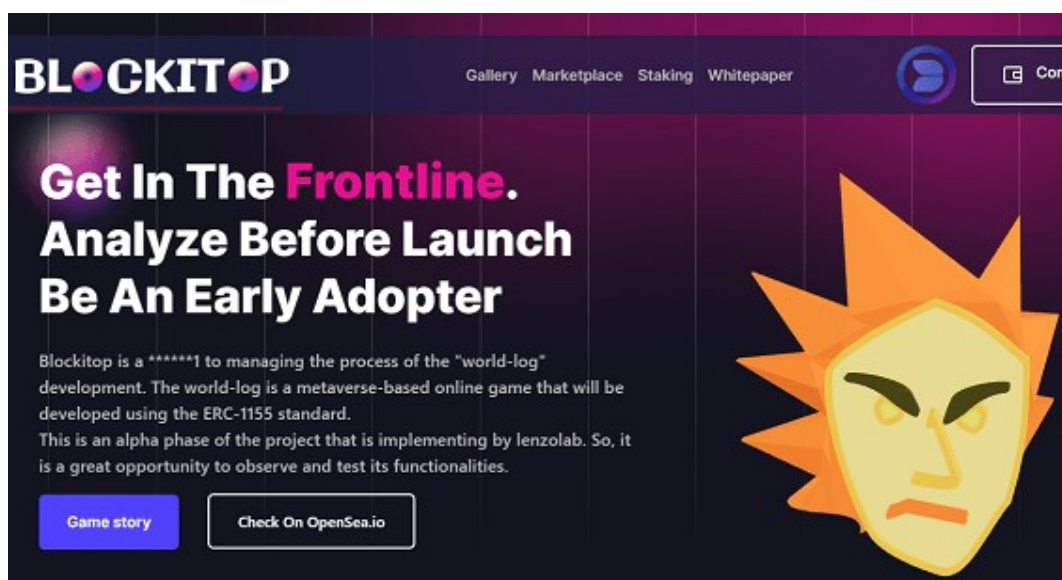 BLOCKITOP
Gallery Marketplace Staking Whitepaper
Get In The Frontline.
Analyze Before Launch
Be An Early Adopter
Blockitop is a ******1 to managing the process of the "world-log"
development. The world-log is a metaverse-based online game that will be
developed using the ERC-1155 standard.
This is an alpha phase of the project that is implementing by lenzolab. So, it
is a great opportunity to observe and test its functionalities.
Game story
Check On OpenSea.io